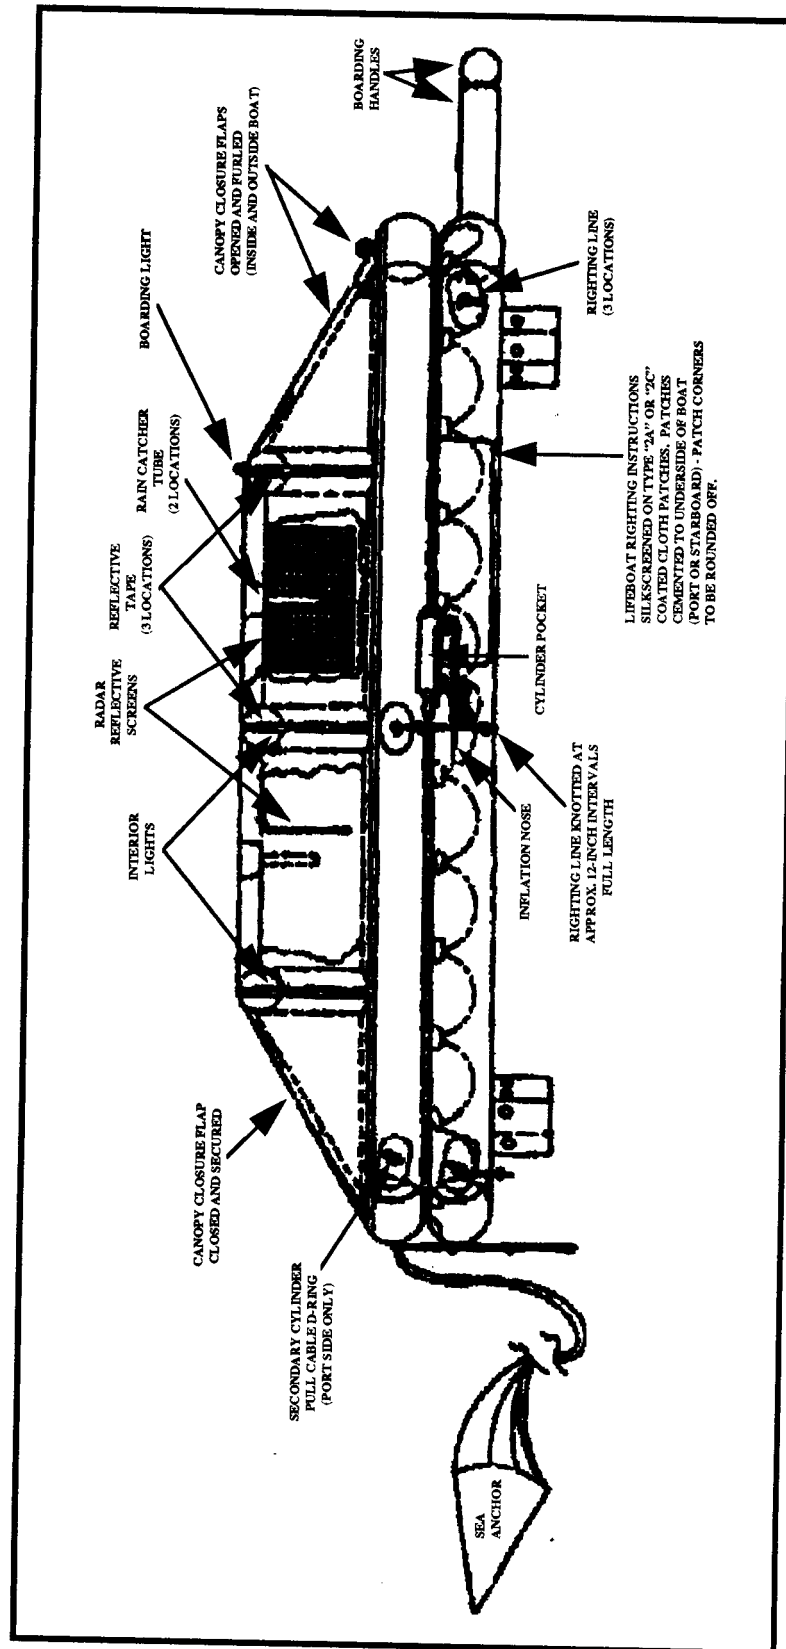 BOARDING
HANDLES
CANOPY CLOSURE FLAPS
OPENED AND FURLED
(INSIDE AND OUTSIDE BOAT)
BOARDING LIGHT
RAIN CATCHER
TUBE
(2 LOCATIONS)
REFLECTIVE
TAPE
(3 LOCATIONS)
RADAR
REFLECTIVE
SCREENS
INTERIOR
LIGHTS
CANOPY CLOSURE FLAP
CLOSED AND SECURED
SECONDARY CYLINDER
PULL CABLE D-RING
(PORT SIDE ONLY)
SEA
ANCHOR
RIGHTING LINE KNOTTED AT
APPROX. 12-INCH INTERVALS
FULL LENGTH
INFLATION NOSE
CYLINDER POCKET
LIFEBOAT RIGHTING INSTRUCTIONS
SILKSCREENED ON TYPE "2A" OR "2C"
COATED CLOTH PATCHES. PATCHES
CEMENTED TO UNDERSIDE OF BOAT
(PORT OR STARBOARD) - PATCH CORNERS
TO BE ROUNDED OFF.
RIGHTING LINE
(3 LOCATIONS)